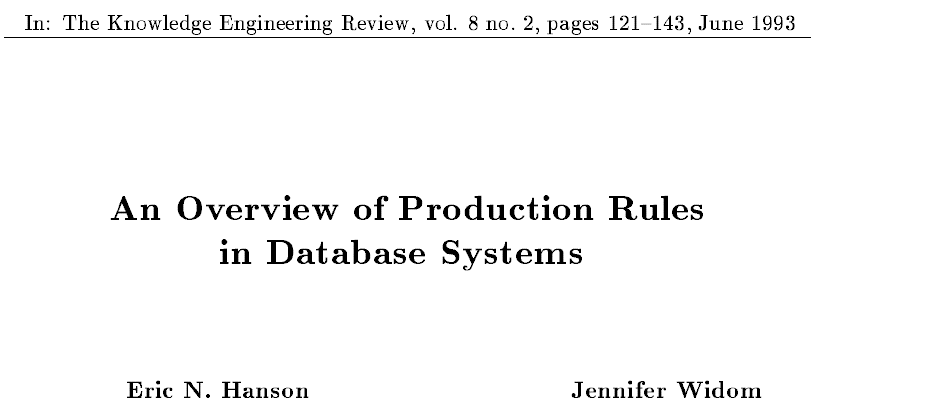 In: The Knowledge Engineering Review, vol. 8 no. 2, pages 121–143, June 1993
An Overview of Production Rules
in Database Systems
Eric N. Hanson Jennifer Widom